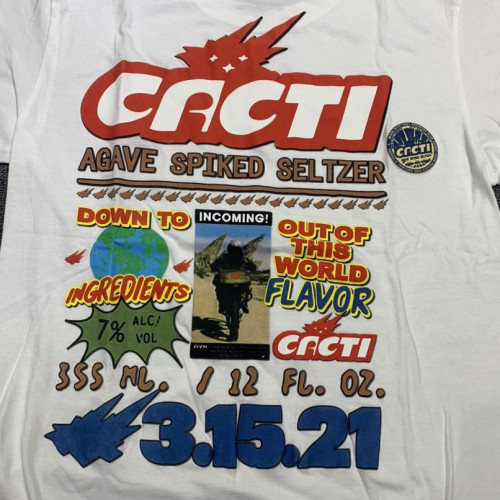 CACTI
AGAVE SPIKED SELTZER
CACTI
DOWN TO
INGREDIENTS
INCOMING!
OUT OF
THIS
WORLD
FLAVOR
7% ALC/
VOL
CACTI
355 ML. / 12 FL. OZ.
3.15.21